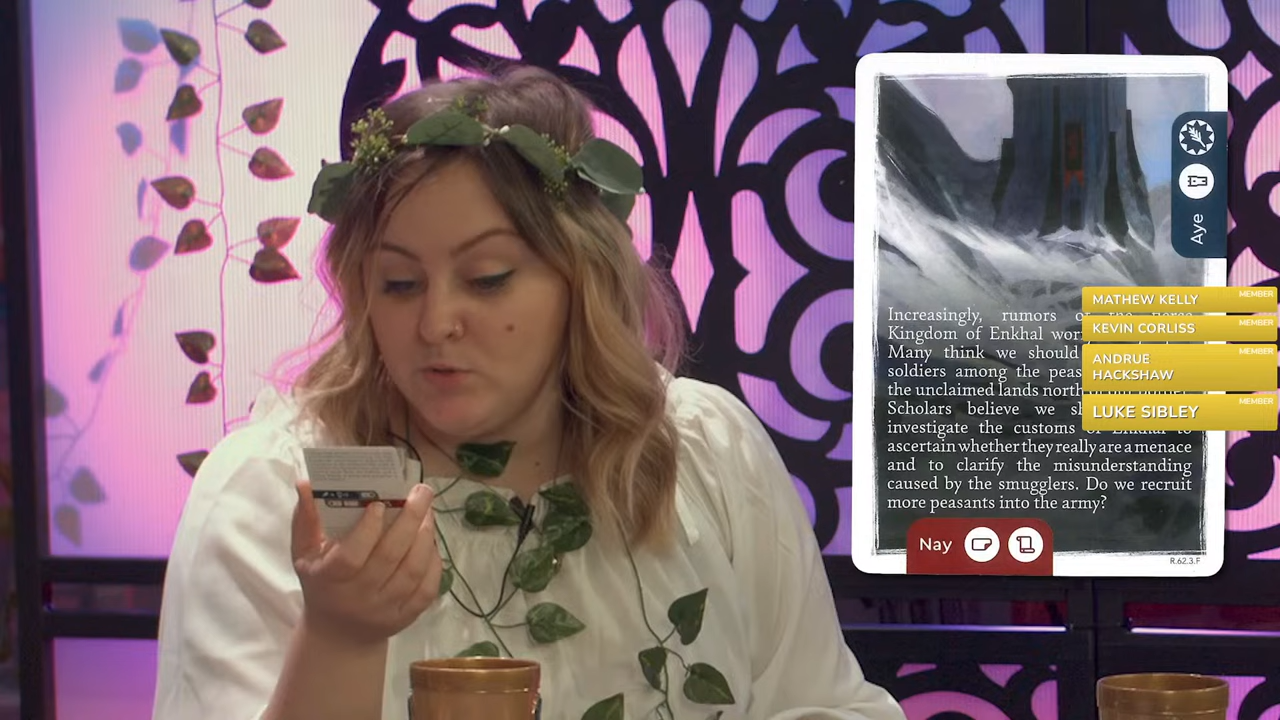 Aye
MATHEW KELLY
MEMBER
KEVIN CORLISS
MEMBER
ANDRUE
HACKSHAW
MEMBER
LUKE SIBLEY
MEMBER
Increasingly, rumors of the
Kingdom of Enkhal
Many think we should
soldiers among the
the unclaimed lands north
Scholars believe we
investigate the customs of Enkhal to
ascertain whether they really are a menace
and to clarify the misunderstanding
caused by the smugglers. Do we recruit
more peasants into the army?
Nay
R.62.3.F